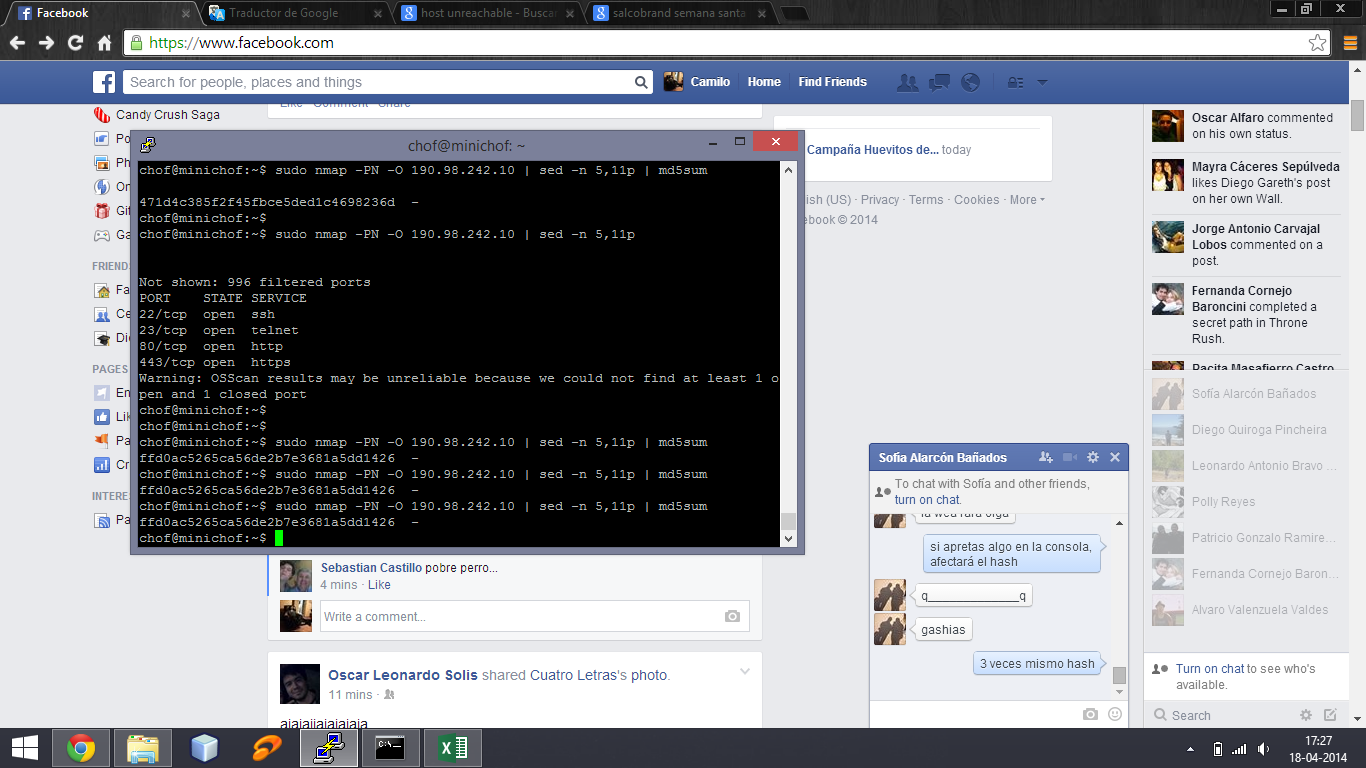 Facebook
Traductor de Google
host unreachable - Busca
salcobrand semana santa
https://www.facebook.com
Search for people, places and things
Camilo
Home
Find Friends
Like · Comment · Share
Candy Crush Saga
Po
Ph
On
Gif
Ga
FRIEND
Fa
Ce
Die
PAGES
En
Lik
Pa
Cr
INTERE
Pa
chof@minichof: ~
chof@minichof:~$ sudo nmap -PN -O 190.98.242.10 | sed -n 5,11p | md5sum
471d4c385f2f45fbce5ded1c4698236d  -
chof@minichof:~$
chof@minichof:~$ sudo nmap -PN -O 190.98.242.10 | sed -n 5,11p
Not shown: 996 filtered ports
PORT    STATE SERVICE
22/tcp  open  ssh
23/tcp  open  telnet
80/tcp  open  http
443/tcp open  https
Warning: OSScan results may be unreliable because we could not find at least 1 o
pen and 1 closed port
chof@minichof:~$
chof@minichof:~$
chof@minichof:~$ sudo nmap -PN -O 190.98.242.10 | sed -n 5,11p | md5sum
ffd0ac5265ca56de2b7e3681a5dd1426  -
chof@minichof:~$ sudo nmap -PN -O 190.98.242.10 | sed -n 5,11p | md5sum
ffd0ac5265ca56de2b7e3681a5dd1426  -
chof@minichof:~$ sudo nmap -PN -O 190.98.242.10 | sed -n 5,11p | md5sum
ffd0ac5265ca56de2b7e3681a5dd1426  -
chof@minichof:~$
Campaña Huevitos de... today
lish (US) · Privacy · Terms · Cookies · More
ebook © 2014
Sebastian Castillo pobre perro...
4 mins · Like
Write a comment...
Oscar Leonardo Solis shared Cuatro Letras's photo.
11 mins ·
Oscar Alfaro commented
on his own status.
Mayra Cáceres Sepúlveda
likes Diego Gareth's post
on her own Wall.
Jorge Antonio Carvajal
Lobos commented on a
post.
Fernanda Cornejo
Baroncini completed a
secret path in Throne
Rush.
Pacita Masafierro Castro
Sofía Alarcón Bañados
Diego Quiroga Pincheira
Leonardo Antonio Bravo ...
Polly Reyes
Patricio Gonzalo Ramire...
Fernanda Cornejo Baron...
Alvaro Valenzuela Valdes
Turn on chat to see who's
available.
Search
Sofía Alarcón Bañados
To chat with Sofía and other friends,
turn on chat.
la wea rara olga
si apretas algo en la consola,
afectará el hash
q______________q
gashias
3 veces mismo hash
17:27
18-04-2014